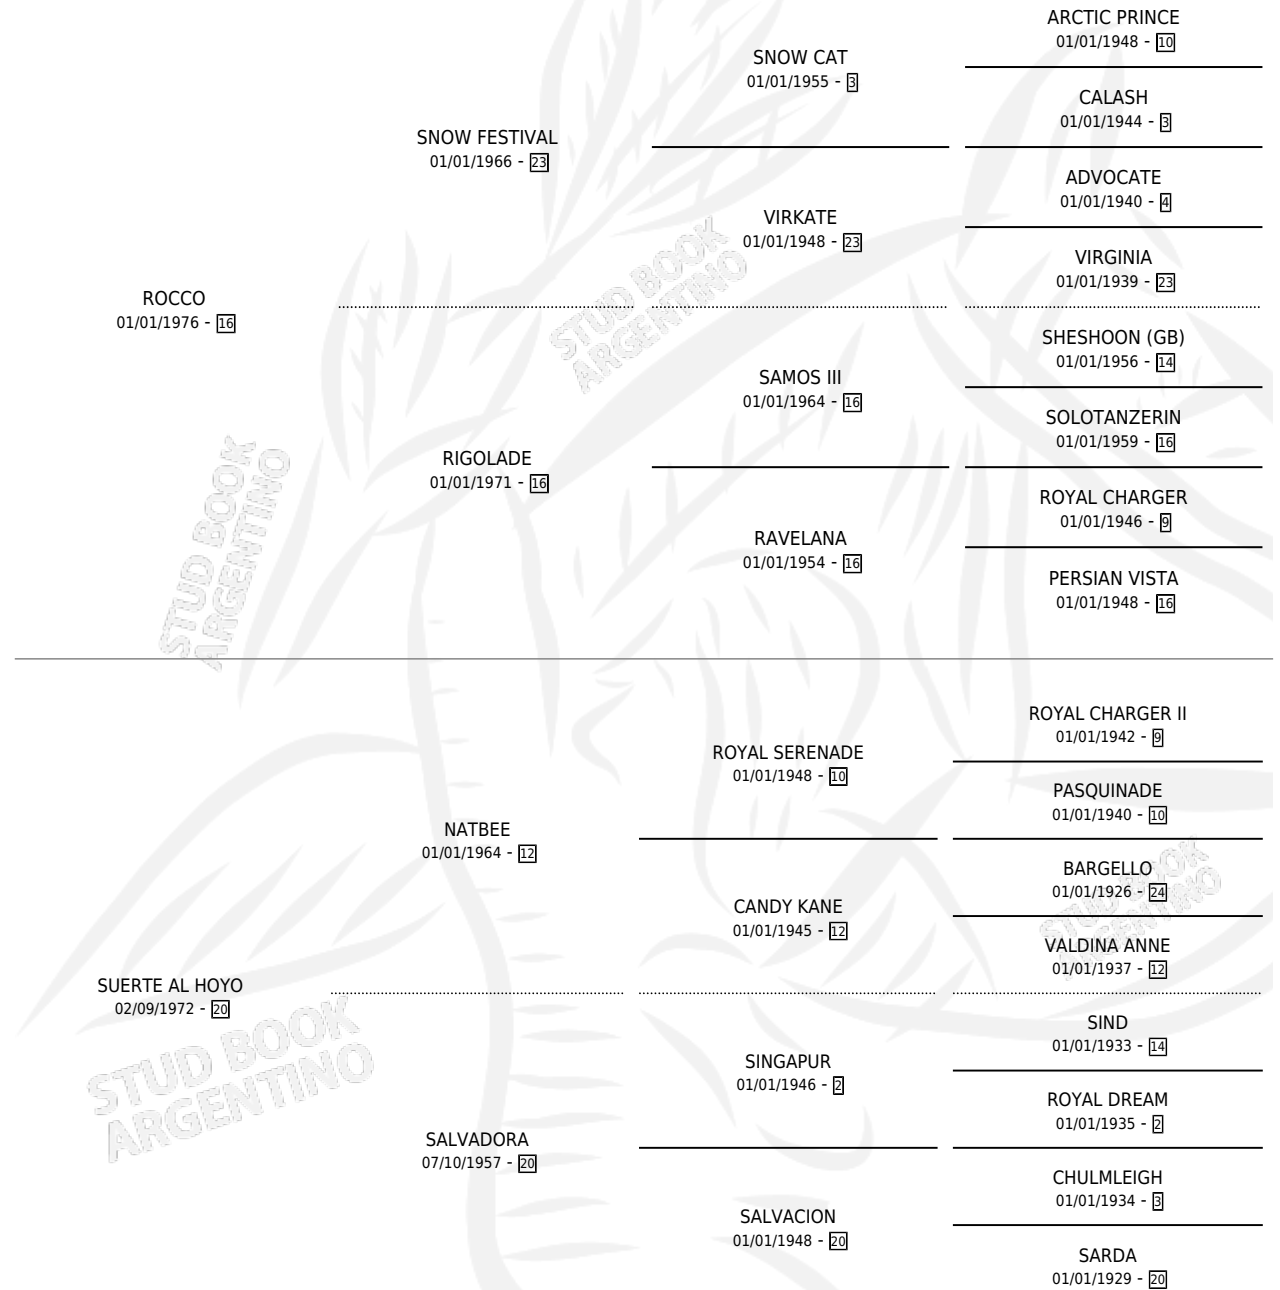 ARCTIC PRINCE
01/01/1948 - 10
SNOW CAT
01/01/1955 - 3
CALASH
01/01/1944 - 3
SNOW FESTIVAL
01/01/1966 - 23
ADVOCATE
01/01/1940 - 4
VIRKATE
01/01/1948 - 23
VIRGINIA
01/01/1939 - 23
ROCCO
01/01/1976 - 16
STUD BOOK
ARGENTINO
SHESHOON (GB)
01/01/1956 - 14
SAMOS III
01/01/1964 - 16
SOLOTANZERIN
01/01/1959 - 16
RIGOLADE
01/01/1971 - 16
ROYAL CHARGER
01/01/1946 - 9
RAVELANA
01/01/1954 - 16
PERSIAN VISTA
01/01/1948 - 16
STUD BOOK
ARGENTINO
ROYAL CHARGER II
01/01/1942 - 9
ROYAL SERENADE
01/01/1948 - 10
PASQUINADE
01/01/1940 - 10
NATBEE
01/01/1964 - 12
BARGELLO
01/01/1926 - 24
CANDY KANE
01/01/1945 - 12
VALDINA ANNE
01/01/1937 - 12
STUD BOOK
ARGENTINO
SUERTE AL HOYO
02/09/1972 - 20
STUD BOOK
ARGENTINO
SIND
01/01/1933 - 14
SINGAPUR
01/01/1946 - 2
ROYAL DREAM
01/01/1935 - 2
SALVADORA
07/10/1957 - 20
CHULMLEIGH
01/01/1934 - 3
SALVACION
01/01/1948 - 20
SARDA
01/01/1929 - 20